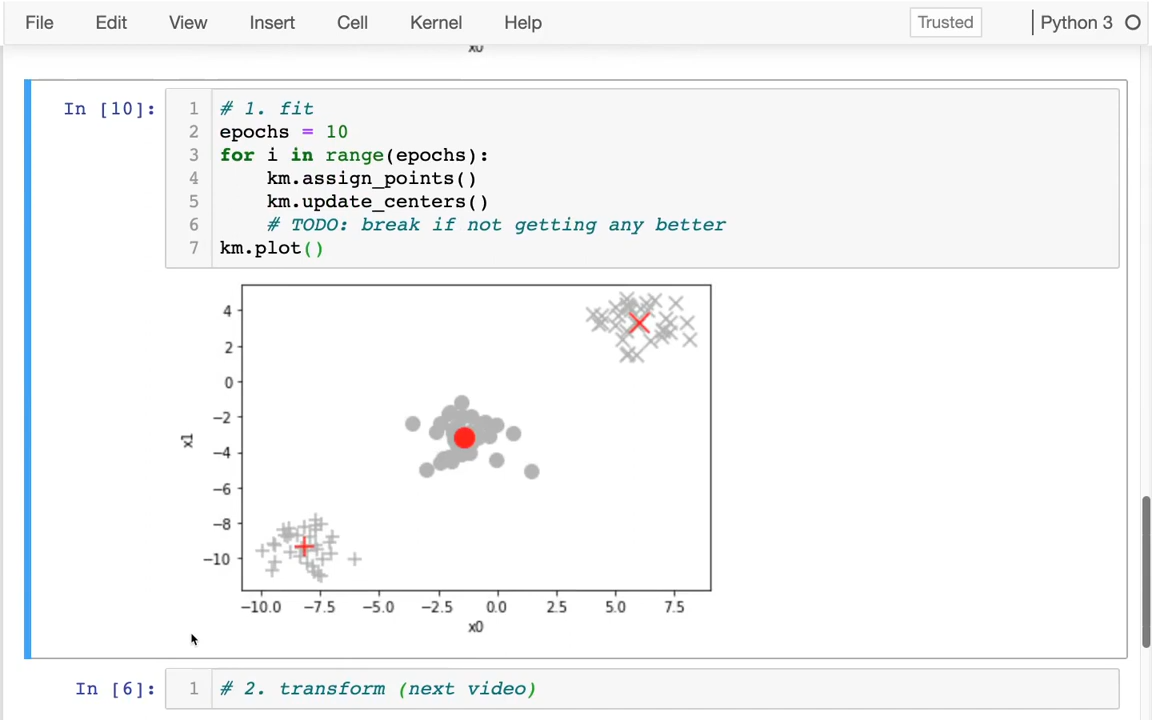 File Edit View Insert Cell Kernel Help Trusted Python 3
x0
In [10]:
1 # 1. fit
2 epochs = 10
3 for i in range(epochs):
4     km.assign_points()
5     km.update_centers()
6     # TODO: break if not getting any better
7 km.plot()
4
2
0
−2
x1
−4
−6
−8
−10
−10.0 −7.5 −5.0 −2.5 0.0 2.5 5.0 7.5
x0
In [6]: 1 # 2. transform (next video)